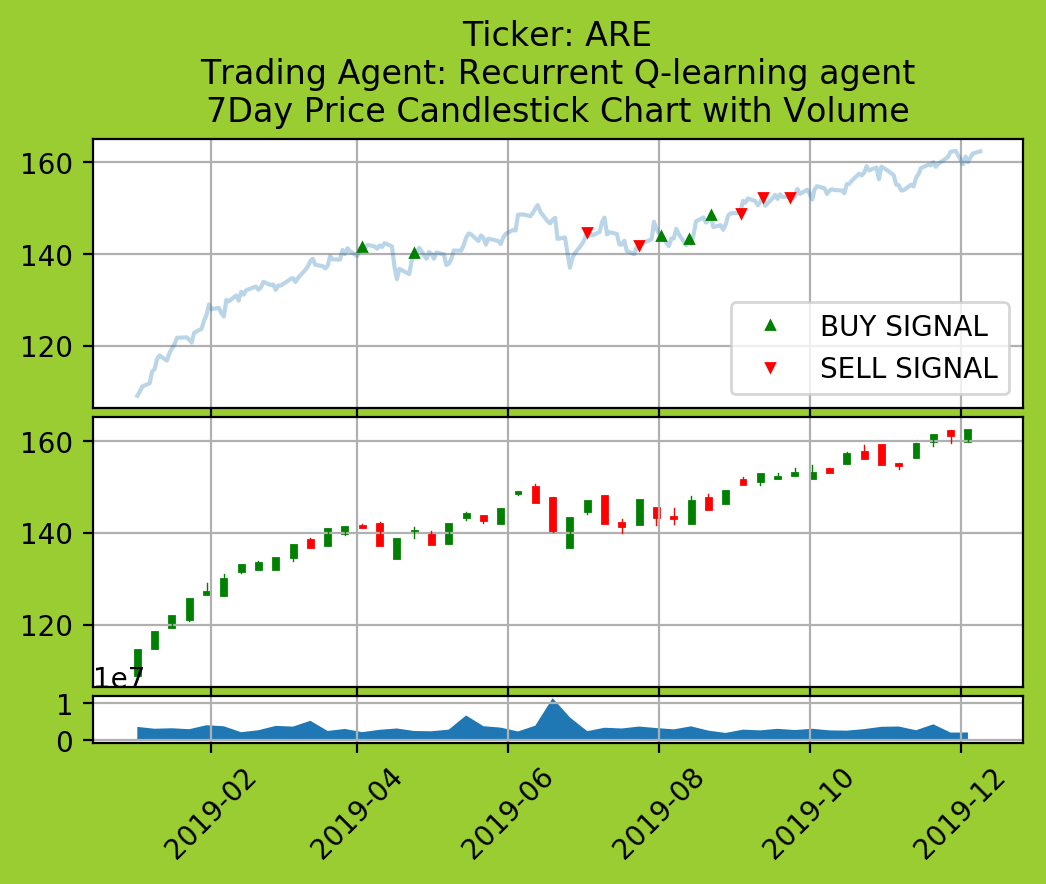 Ticker: ARE
Trading Agent: Recurrent Q-learning agent
7Day Price Candlestick Chart with Volume
160
140
120
BUY SIGNAL
SELL SIGNAL
160
140
120
1e7
1
0
2019-02
2019-04
2019-06
2019-08
2019-10
2019-12